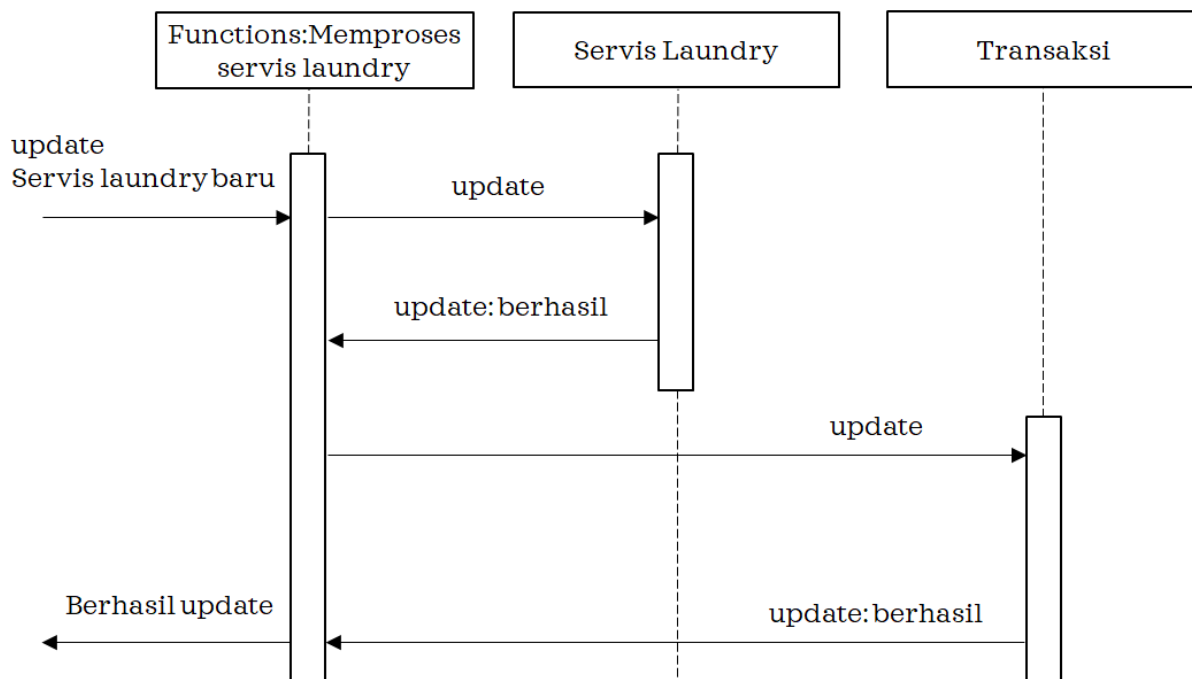 Functions:Memproses
servis laundry
Servis Laundry
Transaksi
update
Servis laundry baru
update
update: berhasil
update
Berhasil update
update: berhasil